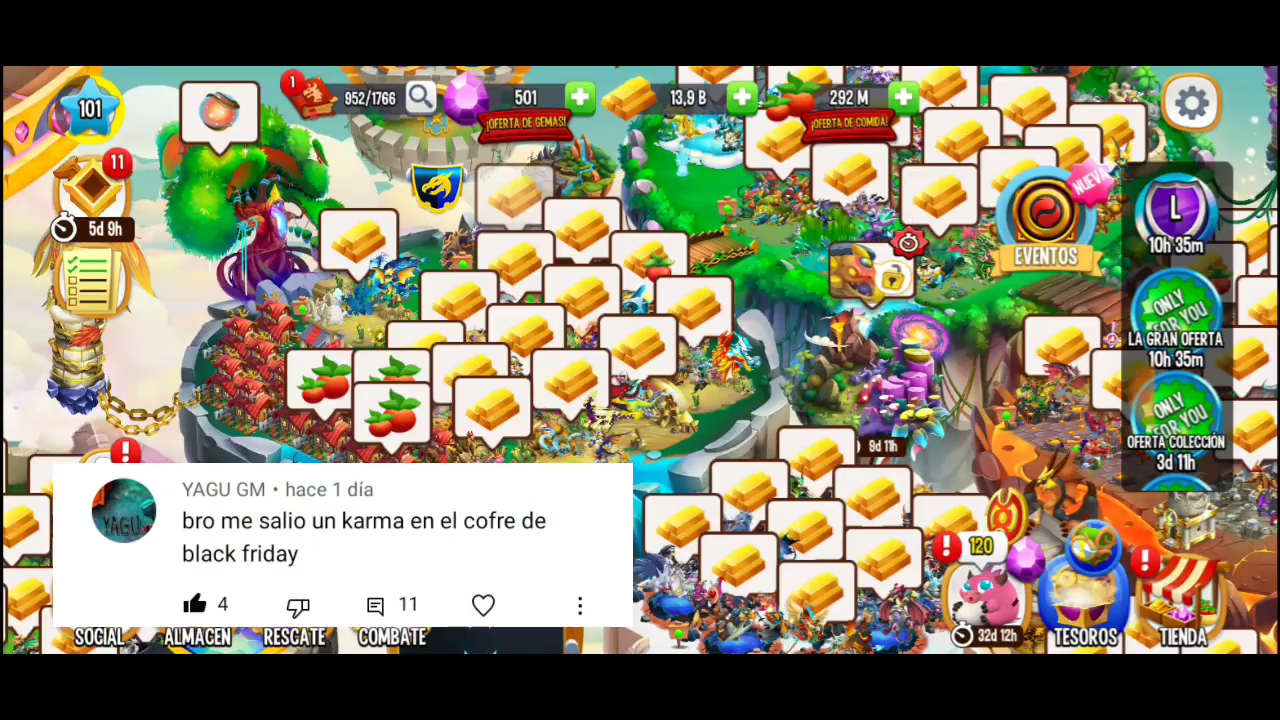 101
1
952/1766
501
¡OFERTA DE GEMAS!
13,9 B
292 M
¡OFERTA DE COMIDA!
11
5d 9h
NUEVA
EVENTOS
L
10h 35m
ONLY
FOR YOU
LA GRAN OFERTA
10h 35m
ONLY
FOR YOU
OFERTA COLECCIÓN
3d 11h
9d 11h
!
YAGU GM • hace 1 día
YAGU
bro me salio un karma en el cofre de
black friday
4
11
!
120
!
32d 12h
SOCIAL
ALMACEN
RESCATE
COMBATE
TESOROS
TIENDA